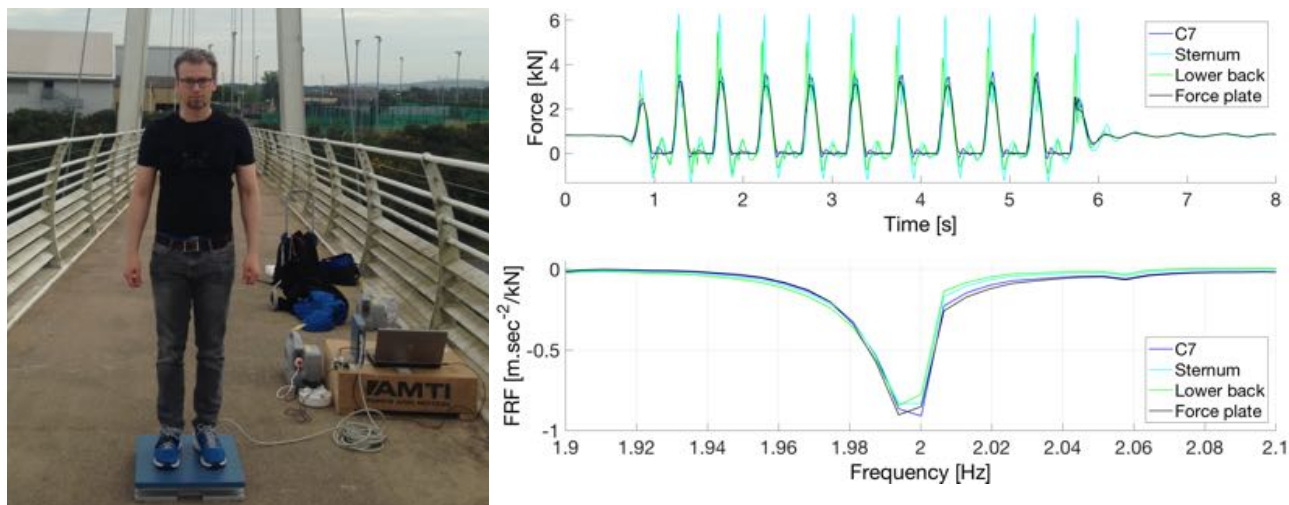 AMTI
Force [kN]
6
4
2
0
C7
Sternum
Lower back
Force plate
0 1 2 3 4 5 6 7 8
Time [s]
FRF [m.sec-2/kN]
0
-0.5
-1
C7
Sternum
Lower back
Force plate
1.9 1.92 1.94 1.96 1.98 2 2.02 2.04 2.06 2.08 2.1
Frequency [Hz]